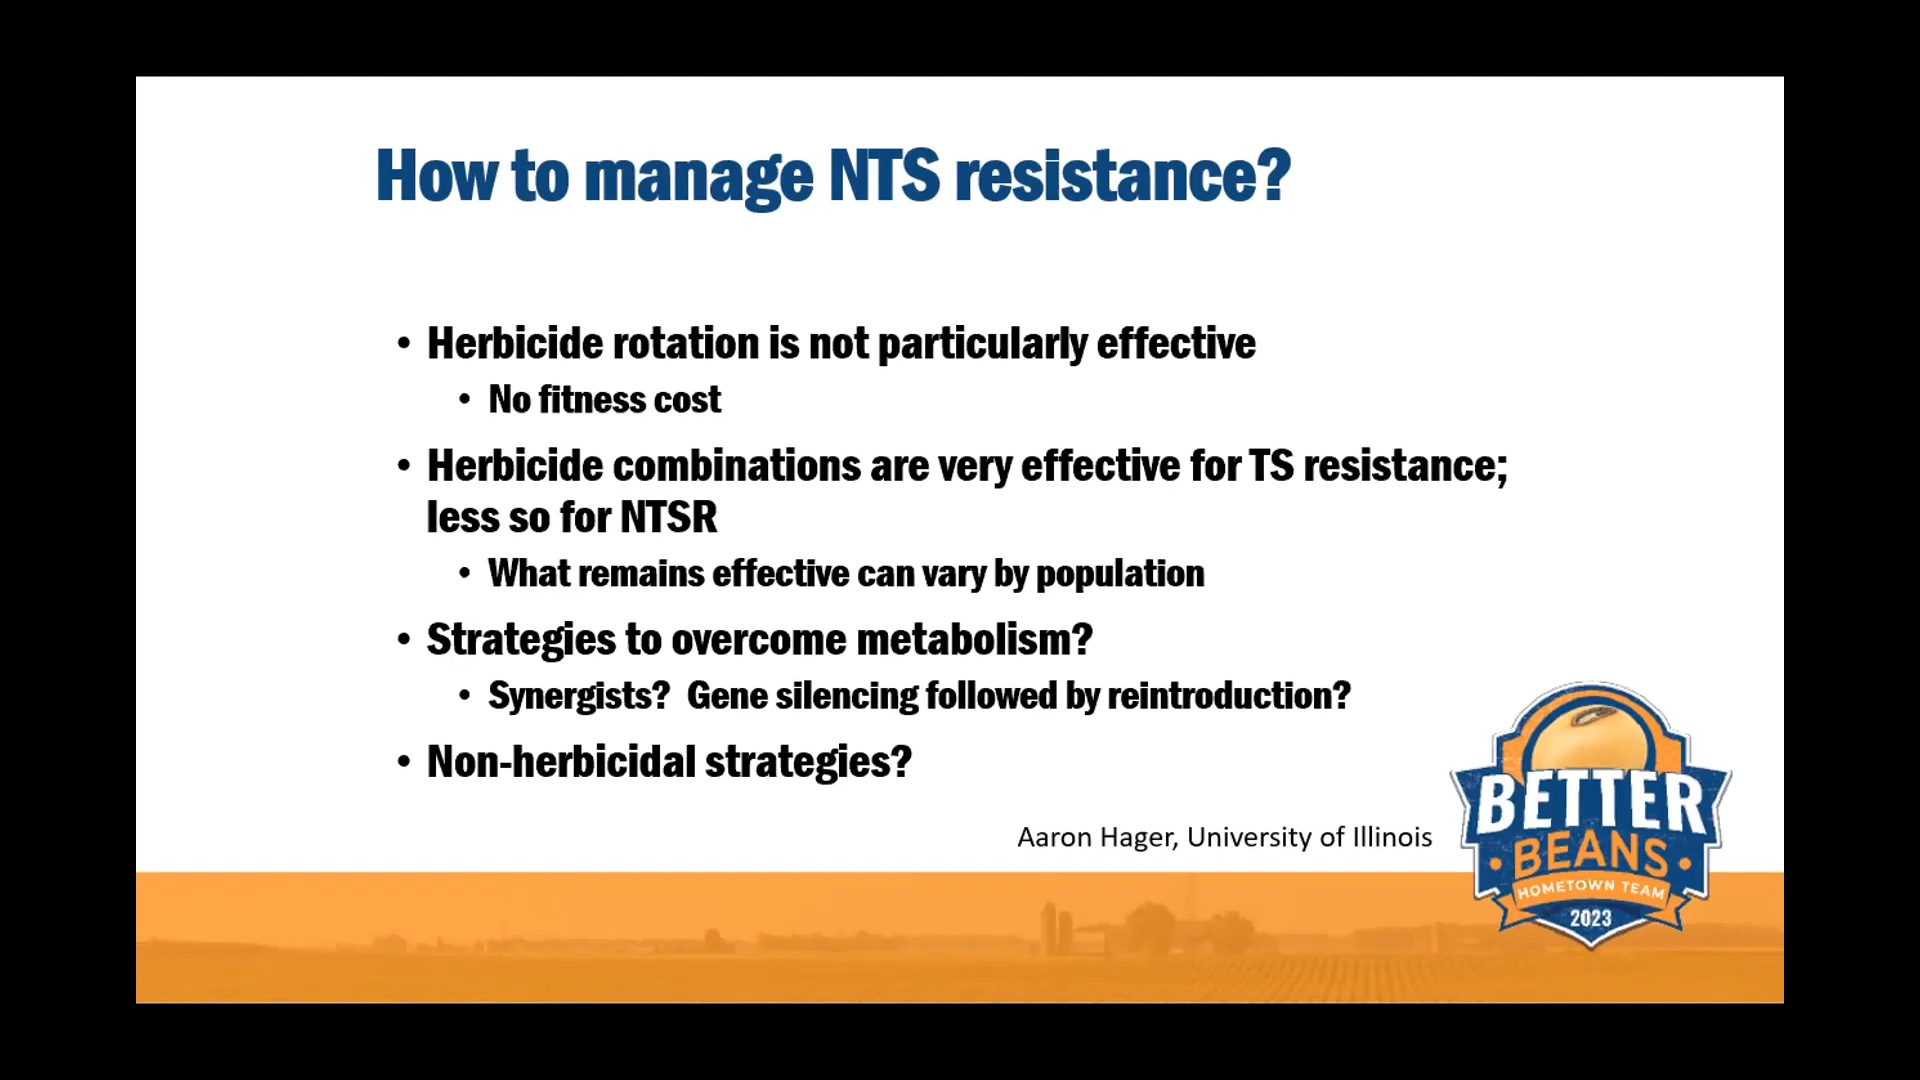 How to manage NTS resistance?
• Herbicide rotation is not particularly effective
• No fitness cost
• Herbicide combinations are very effective for TS resistance;
less so for NTSR
• What remains effective can vary by population
• Strategies to overcome metabolism?
• Synergists? Gene silencing followed by reintroduction?
• Non-herbicidal strategies?
Aaron Hager, University of Illinois
BETTER
• BEANS •
HOMETOWN TEAM
2023